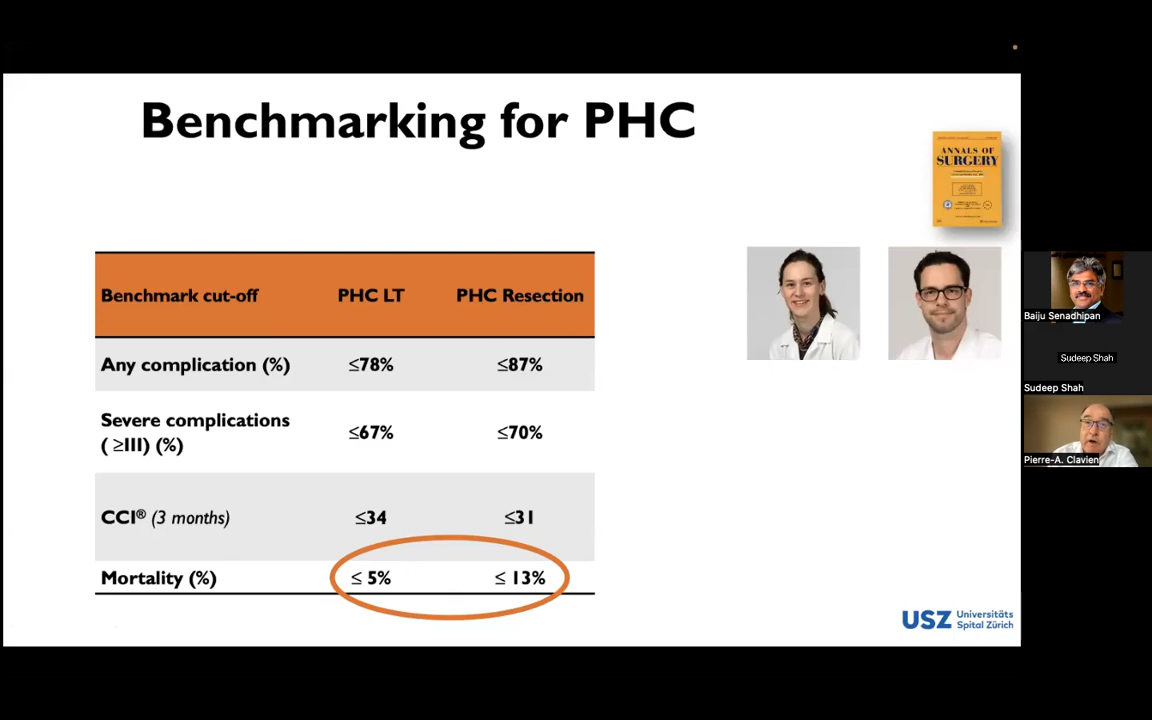 Benchmarking for PHC
ANNALS OF
SURGERY
Benchmark cut-off PHC LT PHC Resection
Any complication (%) ≤78% ≤87%
Severe complications
( ≥III) (%) ≤67% ≤70%
CCI® (3 months) ≤34 ≤31
Mortality (%) ≤ 5% ≤ 13%
USZ Universitäts
Spital Zürich
Baiju Senadhipan
Sudeep Shah
Sudeep Shah
Pierre-A. Clavien